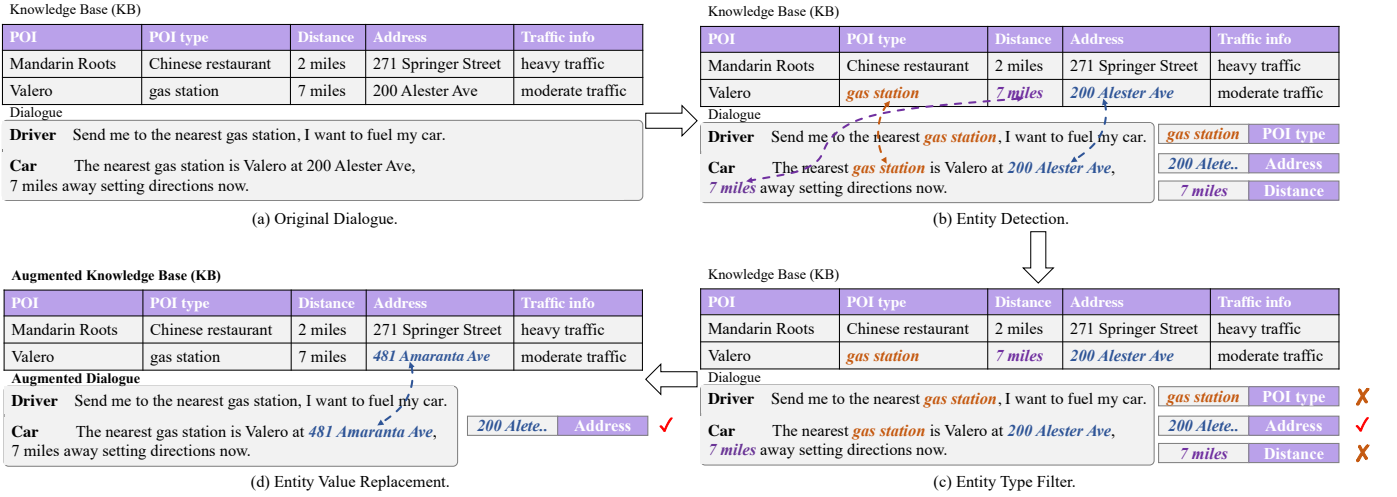 Knowledge Base (KB)
POI POI type Distance Address Traffic info
Mandarin Roots Chinese restaurant 2 miles 271 Springer Street heavy traffic
Valero gas station 7 miles 200 Alester Ave moderate traffic
Dialogue
Driver Send me to the nearest gas station, I want to fuel my car.
Car The nearest gas station is Valero at 200 Alester Ave,
7 miles away setting directions now.
(a) Original Dialogue.
Knowledge Base (KB)
POI POI type Distance Address Traffic info
Mandarin Roots Chinese restaurant 2 miles 271 Springer Street heavy traffic
Valero gas station 7 miles 200 Alester Ave moderate traffic
Dialogue
Driver Send me to the nearest gas station, I want to fuel my car.
Car The nearest gas station is Valero at 200 Alester Ave,
7 miles away setting directions now.
gas station POI type
200 Alete.. Address
7 miles Distance
(b) Entity Detection.
Augmented Knowledge Base (KB)
POI POI type Distance Address Traffic info
Mandarin Roots Chinese restaurant 2 miles 271 Springer Street heavy traffic
Valero gas station 7 miles 481 Amaranta Ave moderate traffic
Augmented Dialogue
Driver Send me to the nearest gas station, I want to fuel my car.
Car The nearest gas station is Valero at 481 Amaranta Ave,
7 miles away setting directions now.
200 Alete.. Address ✓
(d) Entity Value Replacement.
Knowledge Base (KB)
POI POI type Distance Address Traffic info
Mandarin Roots Chinese restaurant 2 miles 271 Springer Street heavy traffic
Valero gas station 7 miles 200 Alester Ave moderate traffic
Dialogue
Driver Send me to the nearest gas station, I want to fuel my car.
Car The nearest gas station is Valero at 200 Alester Ave,
7 miles away setting directions now.
gas station POI type ✗
200 Alete.. Address ✓
7 miles Distance ✗
(c) Entity Type Filter.